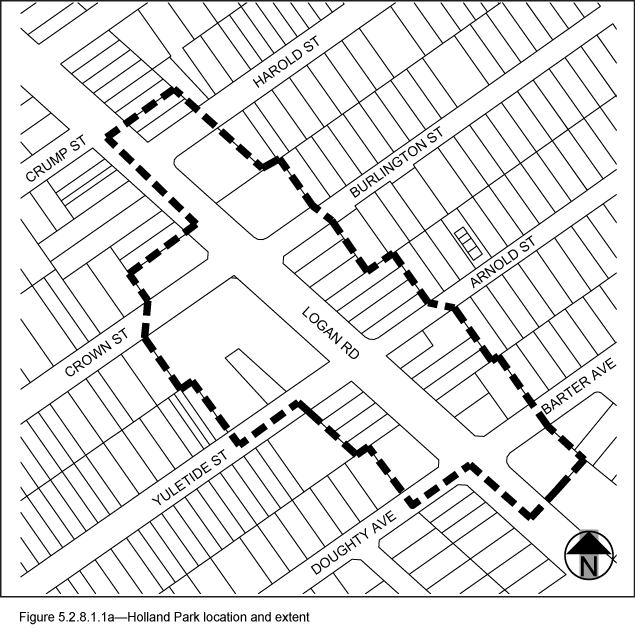 HAROLD ST
CRUMP ST
BURLINGTON ST
ARNOLD ST
LOGAN RD
CROWN ST
BARTER AVE
YULETIDE ST
DOUGHTY AVE
N
Figure 5.2.8.1.1a—Holland Park location and extent